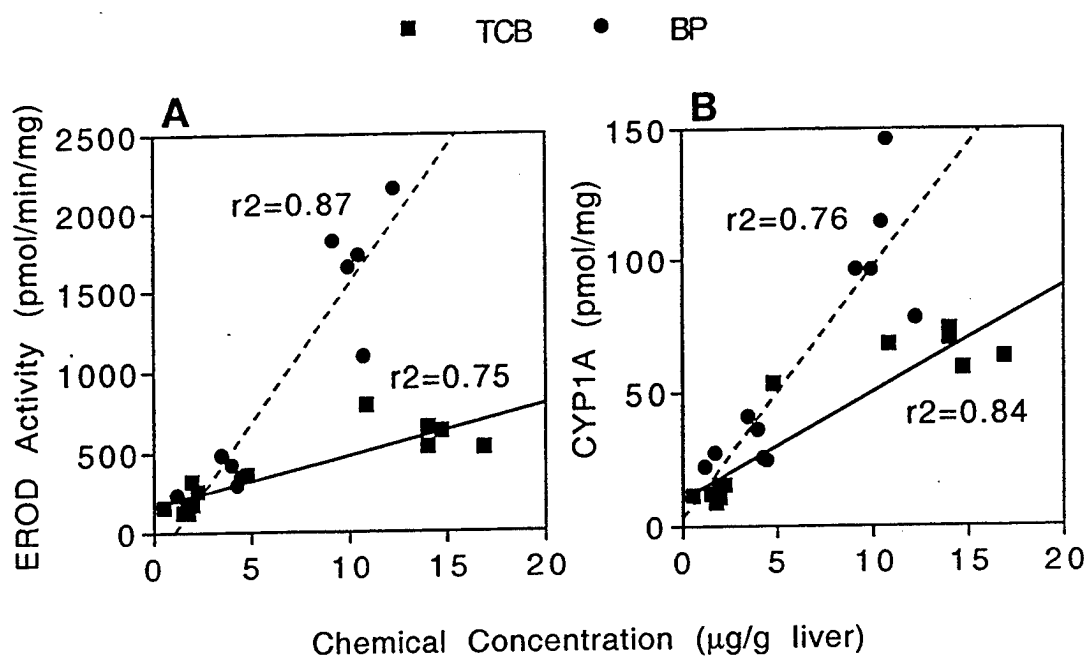 TCB BP
A
EROD Activity (pmol/min/mg)
2500
2000
1500
1000
500
0
r2=0.87
r2=0.75
0 5 10 15 20
B
CYP1A (pmol/mg)
150
100
50
0
r2=0.76
r2=0.84
0 5 10 15 20
Chemical Concentration (µg/g liver)